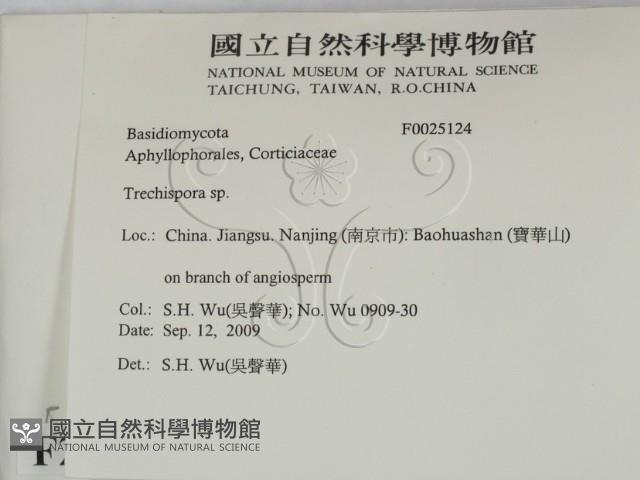 國立自然科學博物館
NATIONAL MUSEUM OF NATURAL SCIENCE
TAICHUNG, TAIWAN, R.O.CHINA
Basidiomycota F0025124
Aphyllophorales, Corticiaceae
Trechispora sp.
Loc.: China. Jiangsu. Nanjing (南京市): Baohuashan (寶華山)
on branch of angiosperm
Col.: S.H. Wu(吳聲華); No. Wu 0909-30
Date: Sep. 12, 2009
Det.: S.H. Wu(吳聲華)
國立自然科學博物館
NATIONAL MUSEUM OF NATURAL SCIENCE